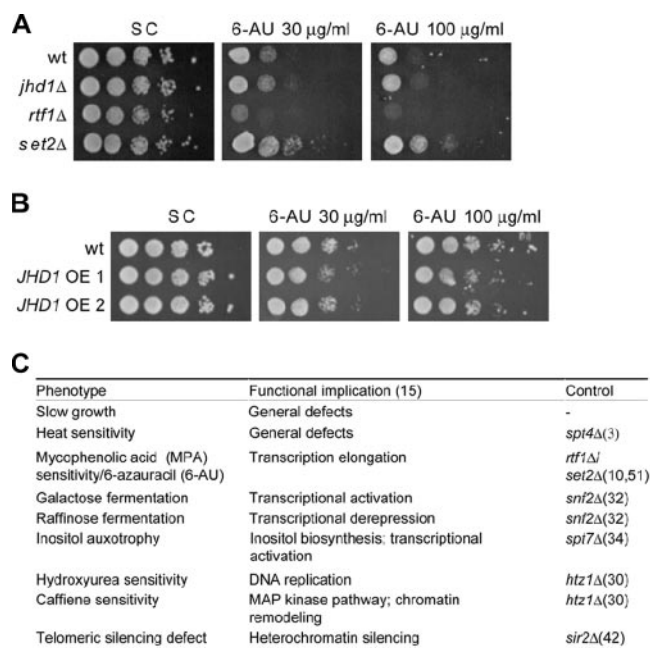 A
SC 6-AU 30 µg/ml 6-AU 100 µg/ml
wt
jhd1Δ
rtf1Δ
set2Δ
B
SC 6-AU 30 µg/ml 6-AU 100 µg/ml
wt
JHD1 OE 1
JHD1 OE 2
C
Phenotype Functional implication (15) Control
Slow growth General defects -
Heat sensitivity General defects spt4Δ(3)
Mycophenolic acid (MPA) Transcription elongation rtf1Δ/
sensitivity/6-azauracil (6-AU) set2Δ(10,51)
Galactose fermentation Transcriptional activation snf2Δ(32)
Raffinose fermentation Transcriptional derepression snf2Δ(32)
Inositol auxotrophy Inositol biosynthesis; transcriptional spt7Δ(34)
activation
Hydroxyurea sensitivity DNA replication htz1Δ(30)
Caffiene sensitivity MAP kinase pathway; chromatin htz1Δ(30)
remodeling
Telomeric silencing defect Heterochromatin silencing sir2Δ(42)